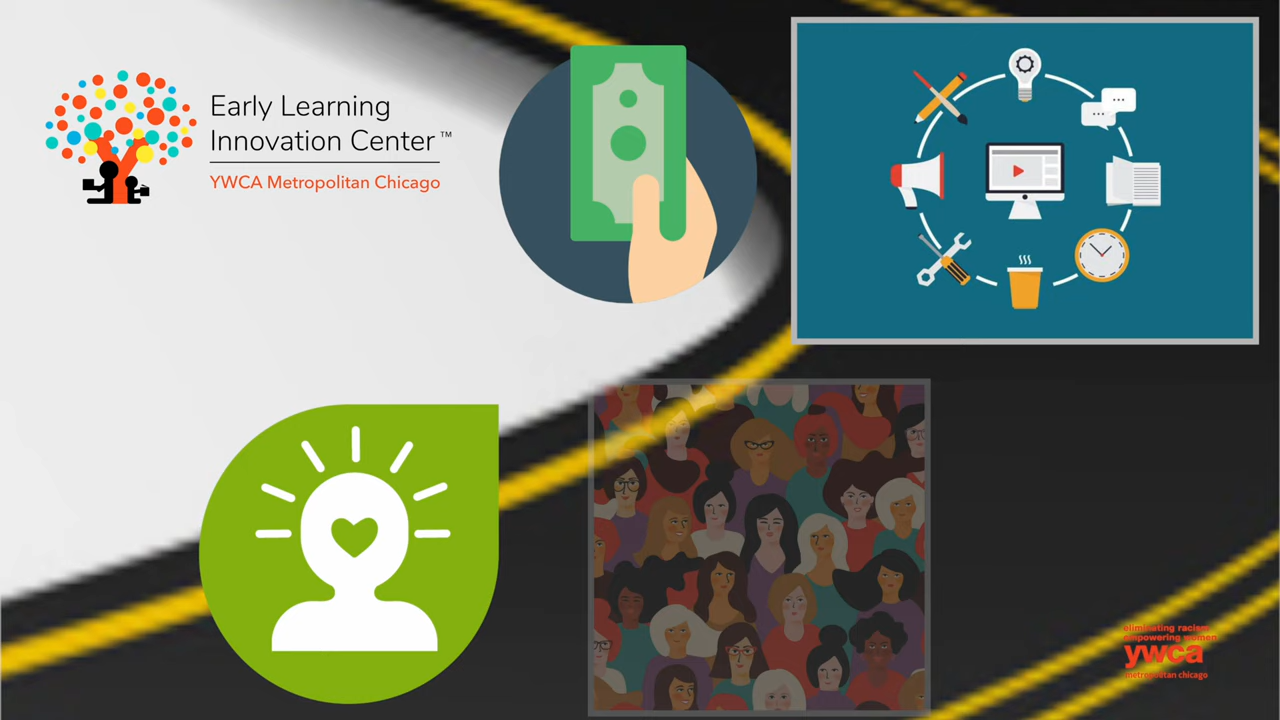 Early Learning
Innovation Center™
YWCA Metropolitan Chicago
eliminating racism
empowering women
ywca
metropolitan chicago